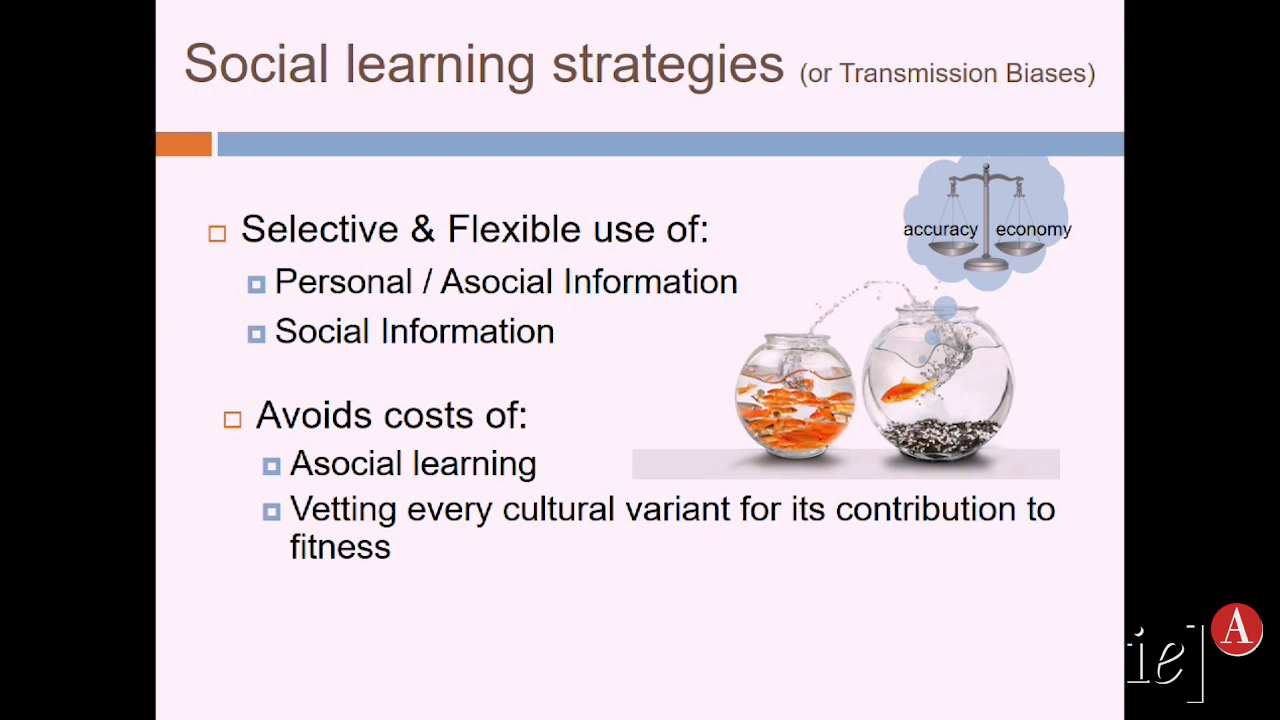 Social learning strategies (or Transmission Biases)
accuracy economy
Selective & Flexible use of:
Personal / Asocial Information
Social Information
Avoids costs of:
Asocial learning
Vetting every cultural variant for its contribution to
fitness
ie]
A